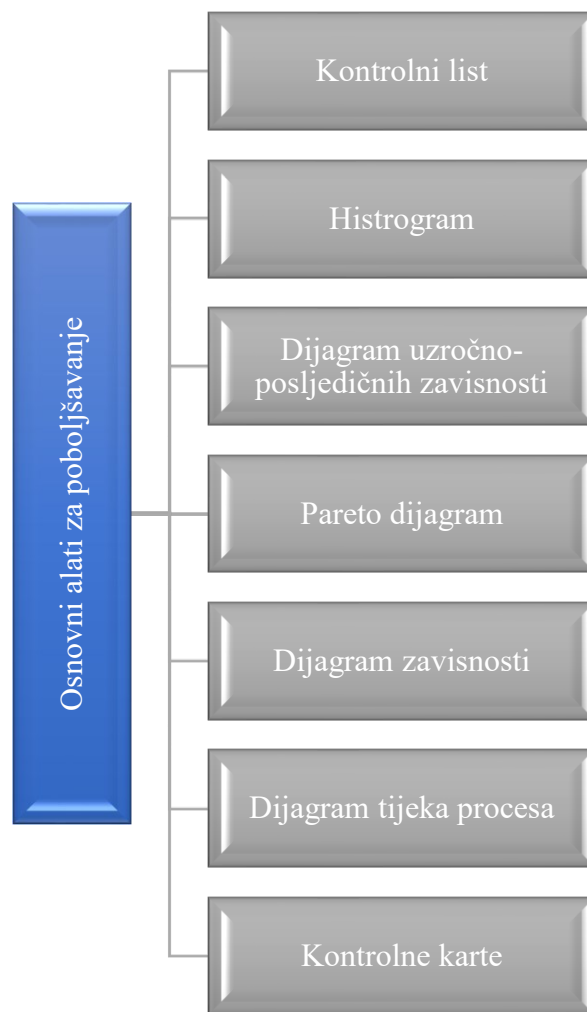 Osnovni alati za poboljšavanje
Kontrolni list
Histrogram
Dijagram uzročno-
posljedičnih zavisnosti
Pareto dijagram
Dijagram zavisnosti
Dijagram tijeka procesa
Kontrolne karte